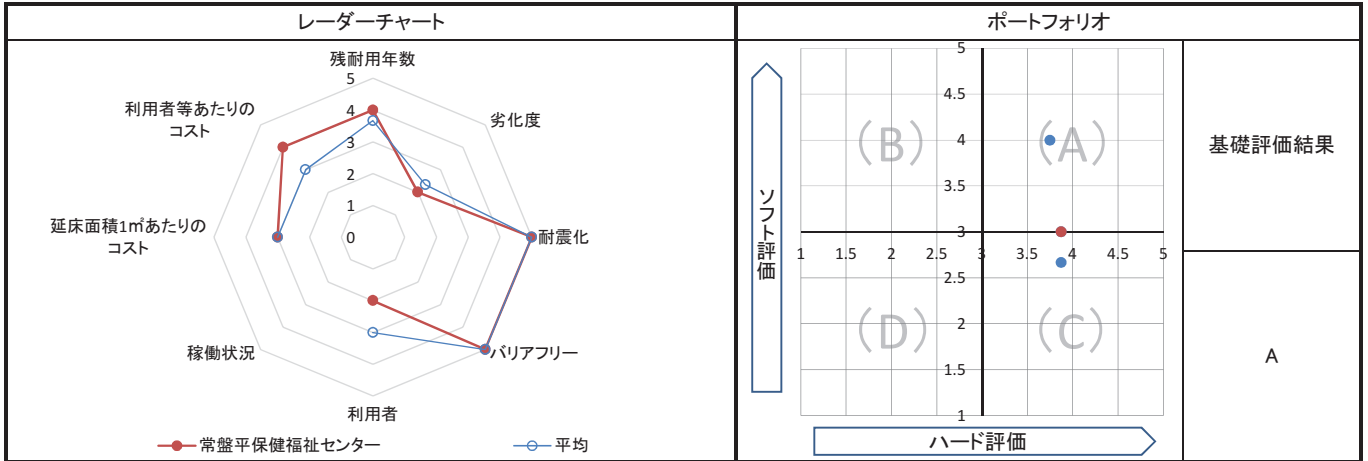 レーダーチャート
残耐用年数
劣化度
耐震化
バリアフリー
利用者
稼働状況
延床面積1㎡あたりの
コスト
利用者等あたりの
コスト
5
4
3
2
1
0
常盤平保健福祉センター
平均
ポートフォリオ
ソフト評価
5
4.5
4
3.5
3
2.5
2
1.5
1
1 1.5 2 2.5 3 3.5 4 4.5 5
(B)
(A)
(D)
(C)
ハード評価
基礎評価結果
A